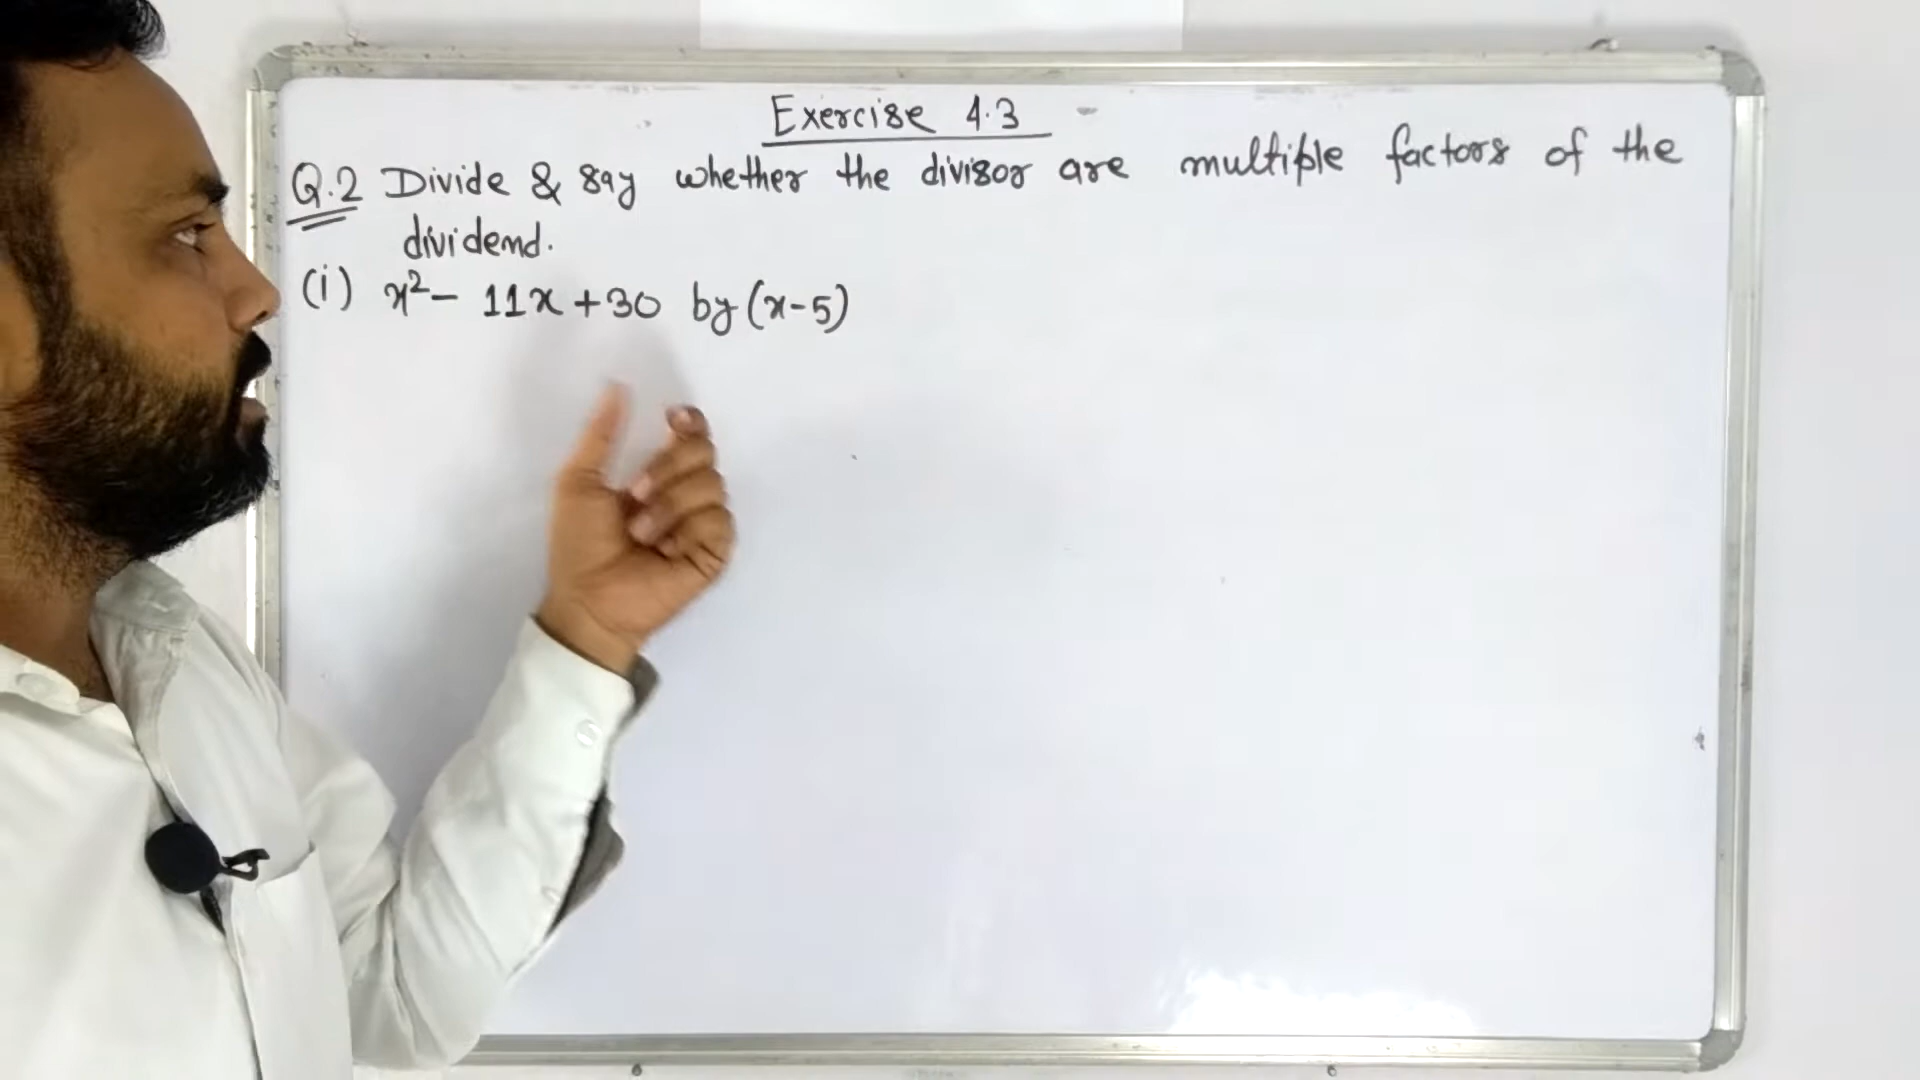 Exercise 4.3
Q.2 Divide & say whether the divisor are multiple factors of the
dividend.
(i) x² - 11x + 30 by (x-5)